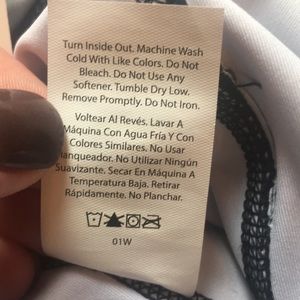 Turn Inside Out. Machine Wash
Cold With Like Colors. Do Not
Bleach. Do Not Use Any
Softener. Tumble Dry Low.
Remove Promptly. Do Not Iron.
Voltear Al Revés. Lavar A
Máquina Con Agua Fría Y Con
Colores Similares. No Usar
Blanqueador. No Utilizar Ningún
Suavizante. Secar En Máquina A
Temperatura Baja. Retirar
Rápidamente. No Planchar.
01W